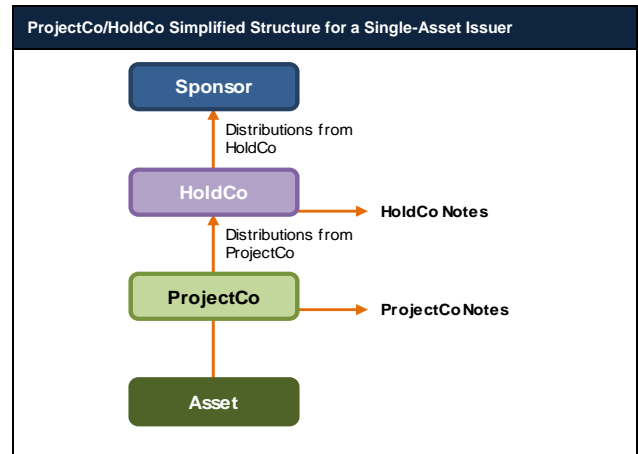 ProjectCo/HoldCo Simplified Structure for a Single-Asset Issuer
Sponsor
Distributions from
HoldCo
HoldCo
HoldCo Notes
Distributions from
ProjectCo
ProjectCo
ProjectCo Notes
Asset